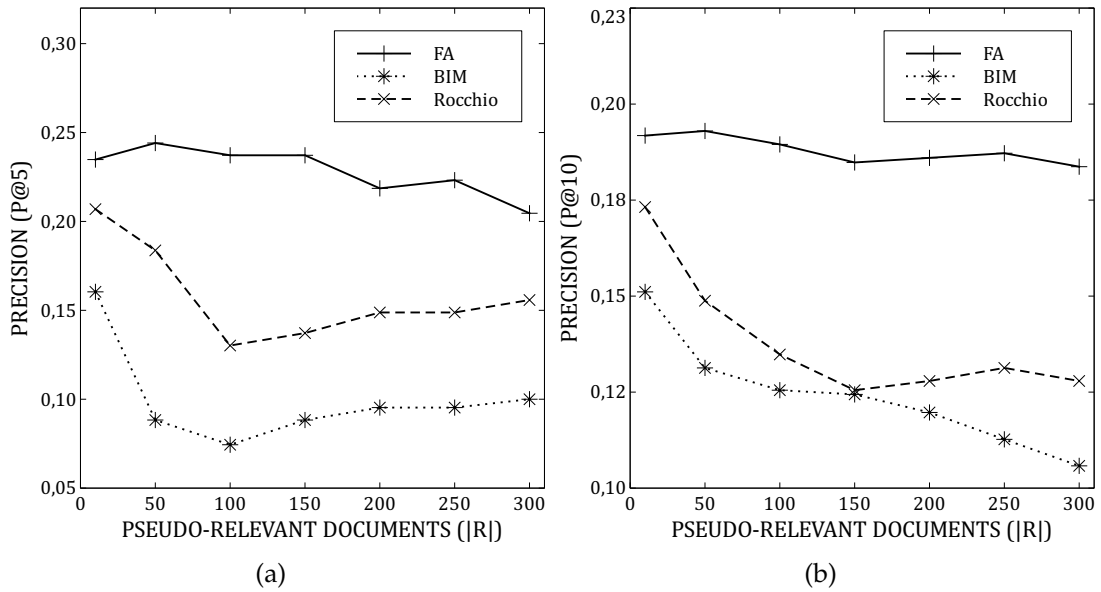 0,30
0,25
0,20
0,15
0,10
0,05
PRECISION (P@5)
FA
BIM
Rocchio
0 50 100 150 200 250 300
PSEUDO-RELEVANT DOCUMENTS (|R|)
(a)
0,23
0,20
0,18
0,15
0,12
0,10
PRECISION (P@10)
FA
BIM
Rocchio
0 50 100 150 200 250 300
PSEUDO-RELEVANT DOCUMENTS (|R|)
(b)